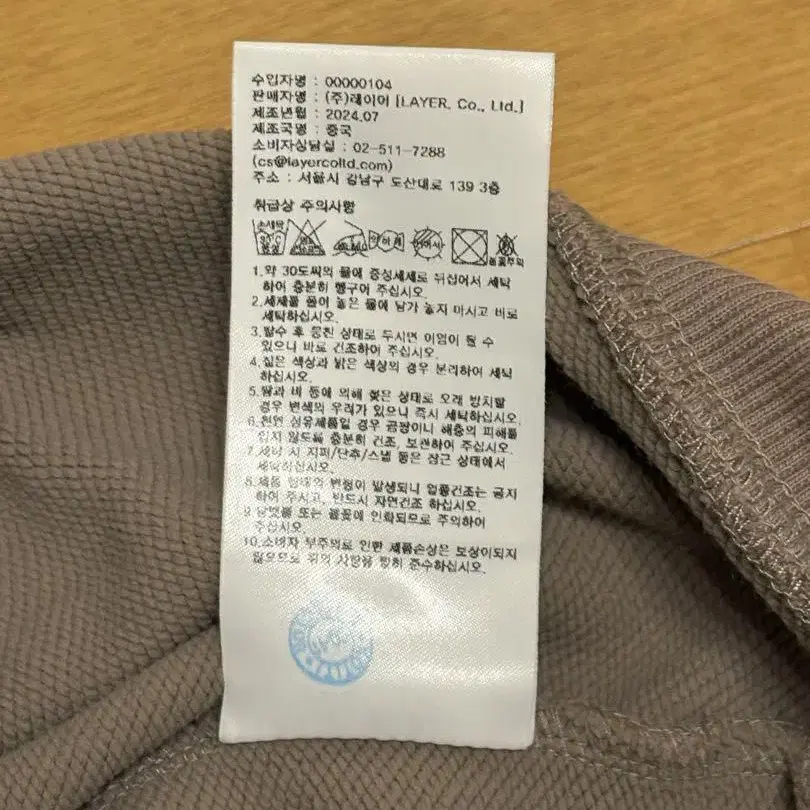 수입자명 : 00000104
판매자명 : (주)레이어 [LAYER. Co., Ltd.]
제조년월 : 2024.07
제조국명 : 중국
소비자상담실 : 02-511-7288
(cs@layercoltd.com)
주소 : 서울시 강남구 도산대로 139 3층
취급상 주의사항
손세탁
1.약 30도씨의 물에 중성세제로 뒤집어서 세탁
하여 충분히 헹구어 주십시오.
2.세제를 풀어 놓은 물에 담가 놓지 마시고 바로
세탁하십시오.
3.탈수 후 뭉친 상태로 두시면 이염이 될 수
있으니 바로 건조하여 주십시오.
4.짙은 색상과 밝은 색상의 경우 분리하여 세탁
하십시오.
5.땀과 비 등에 의해 젖은 상태로 오래 방치할
경우 변색의 우려가 있으니 즉시 세탁하십시오.
6.천연 섬유제품일 경우 곰팡이나 해충의 피해를
입지 않도록 충분히 건조, 보관하여 주십시오.
7.세탁 시 지퍼/단추/스냅 등은 잠근 상태에서
세탁하십시오.
8.제품 형태의 변형이 발생되니 열풍건조는 금지
하여 주시고, 반드시 자연건조 하십시오.
9.담뱃불 또는 불꽃에 인화되므로 주의하여
주십시오.
10.소비자 부주의로 인한 제품손상은 보상이되지
않으므로 위의 사항을 필히 준수하십시오.